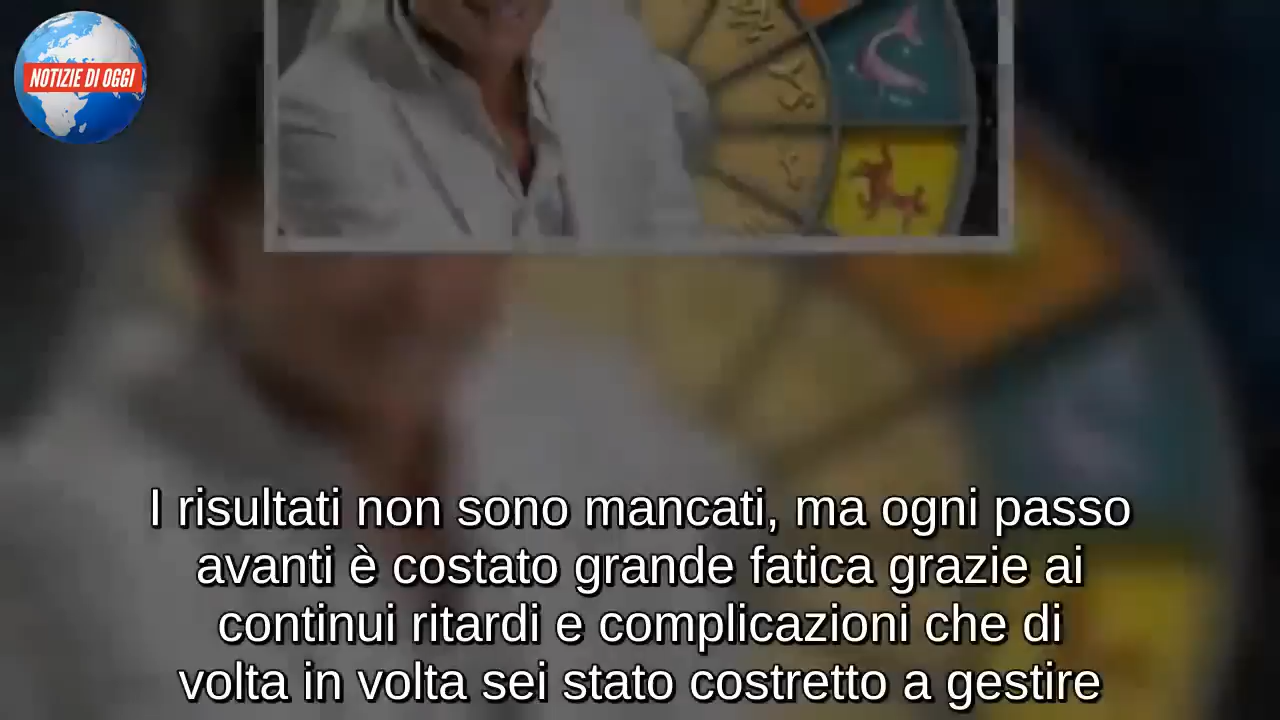 NOTIZIE DI OGGI
I risultati non sono mancati, ma ogni passo
avanti è costato grande fatica grazie ai
continui ritardi e complicazioni che di
volta in volta sei stato costretto a gestire